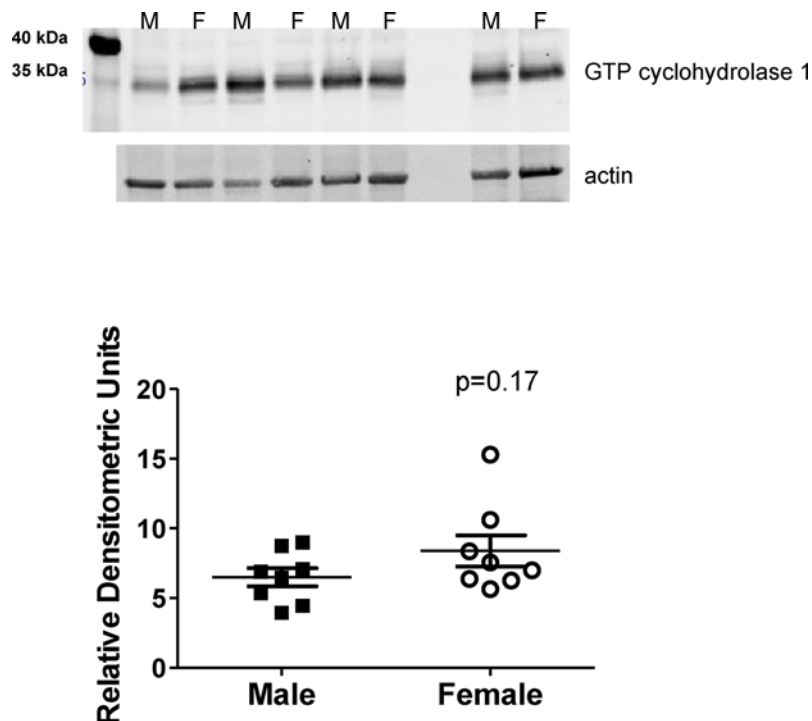 M F M F M F M F
40 kDa
35 kDa
GTP cyclohydrolase 1
actin
Relative Densitometric Units
p=0.17
20
15
10
5
0
Male Female